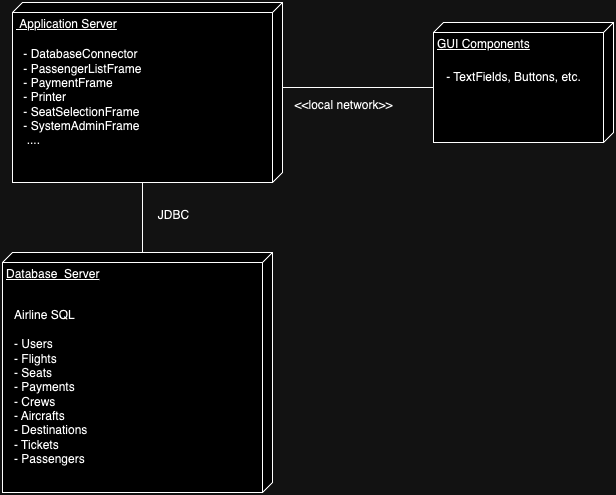 Application Server
- DatabaseConnector
- PassengerListFrame
- PaymentFrame
- Printer
- SeatSelectionFrame
- SystemAdminFrame
....
GUI Components
- TextFields, Buttons, etc.
<<local network>>
JDBC
Database Server
Airline SQL
- Users
- Flights
- Seats
- Payments
- Crews
- Aircrafts
- Destinations
- Tickets
- Passengers